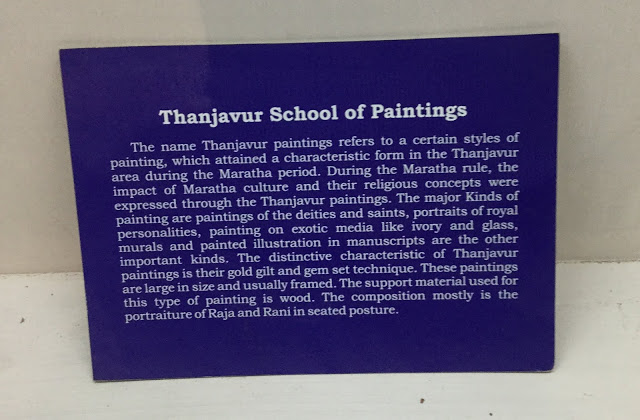 Thanjavur School of Paintings
The name Thanjavur paintings refers to a certain styles of
painting, which attained a characteristic form in the Thanjavur
area during the Maratha period. During the Maratha rule, the
impact of Maratha culture and their religious concepts were
expressed through the Thanjavur paintings. The major Kinds of
painting are paintings of the deities and saints, portraits of royal
personalities, painting on exotic media like ivory and glass,
murals and painted illustration in manuscripts are the other
important kinds. The distinctive characteristic of Thanjavur
paintings is their gold gilt and gem set technique. These paintings
are large in size and usually framed. The support material used for
this type of painting is wood. The composition mostly is the
portraiture of Raja and Rani in seated posture.